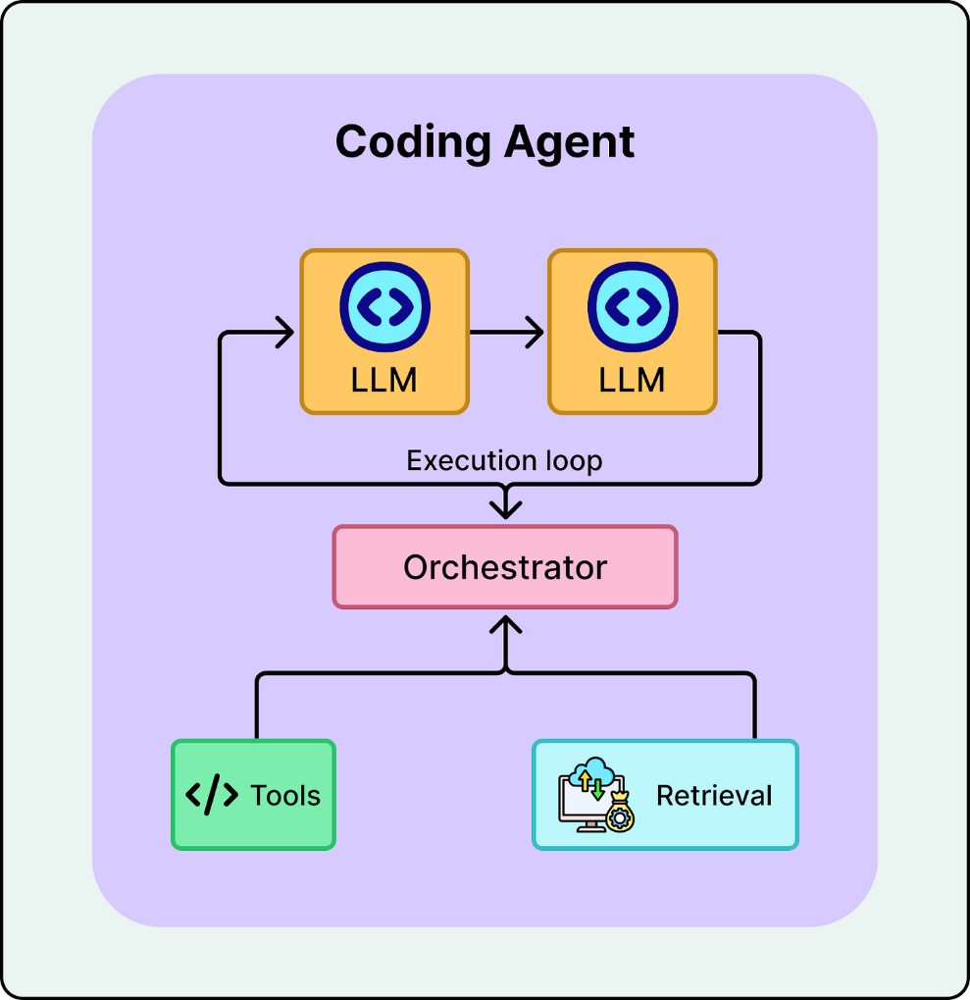 Coding Agent
LLM
LLM
Execution loop
Orchestrator
Tools
Retrieval